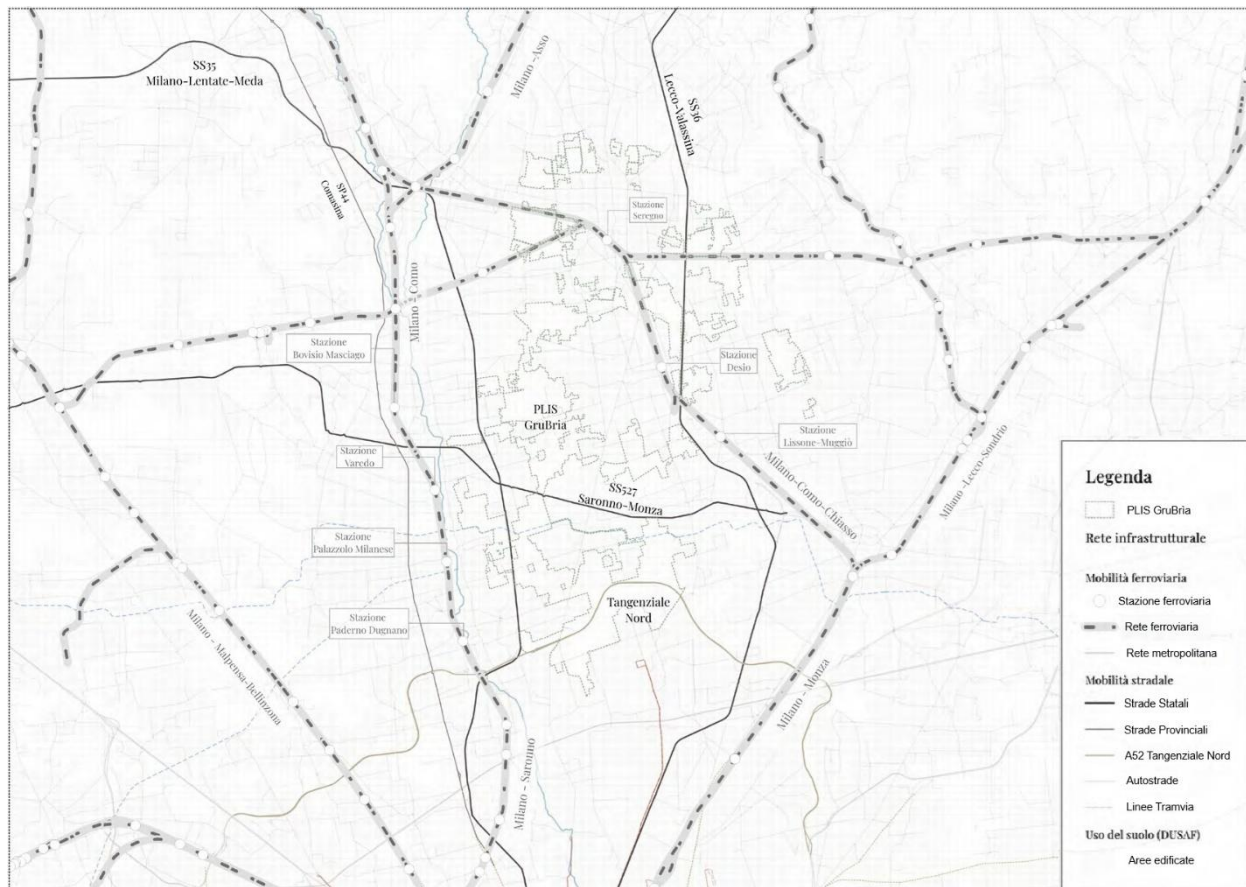 SS35
Milano-Lentate-Meda
Milano -Asso
SS36
Lecco-Valassina
SP44
Comasina
Stazione
Seregno
Milano - Como
Stazione
Bovisio Masciago
Stazione
Desio
PLIS
GruBria
Stazione
Lissone-Muggiò
Stazione
Varedo
SS527
Saronno-Monza
Milano-Como-Chiasso
Milano -Lecco-Sondrio
Stazione
Palazzolo Milanese
Stazione
Paderno Dugnano
Tangenziale
Nord
Milano - Malpensa-Bellinzona
Milano - Monza
Milano - Saronno
Legenda
PLIS GruBria
Rete infrastrutturale
Mobilità ferroviaria
Stazione ferroviaria
Rete ferroviaria
Rete metropolitana
Mobilità stradale
Strade Statali
Strade Provinciali
A52 Tangenziale Nord
Autostrade
Linee Tramvia
Uso del suolo (DUSAF)
Aree edificate